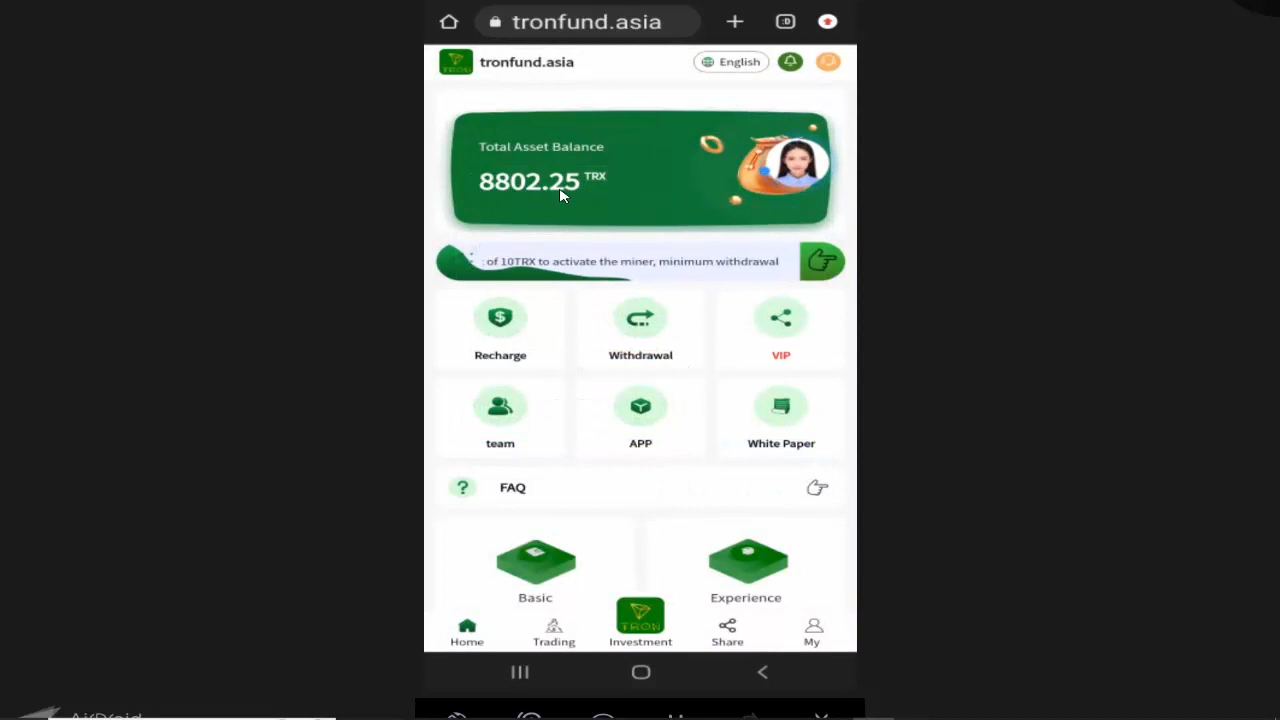 tronfund.asia
:D
tronfund.asia
English
Total Asset Balance
8802.25 TRX
of 10TRX to activate the miner, minimum withdrawal
Recharge
Withdrawal
VIP
team
APP
White Paper
? FAQ
Basic
Experience
TRON
Home
Trading
Investment
Share
My